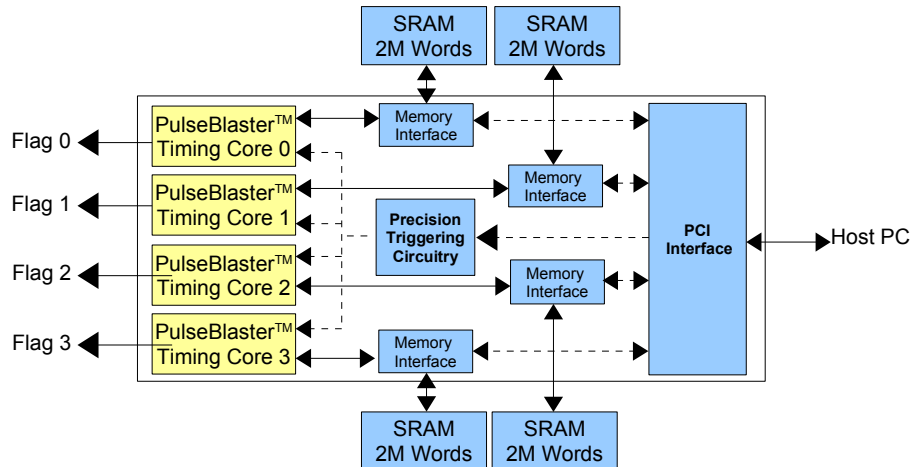 SRAM
2M Words
SRAM
2M Words
Flag 0
PulseBlaster™
Timing Core 0
Memory
Interface
Flag 1
PulseBlaster™
Timing Core 1
Memory
Interface
Precision
Triggering
Circuitry
PCI
Interface
Host PC
Flag 2
PulseBlaster™
Timing Core 2
Memory
Interface
Flag 3
PulseBlaster™
Timing Core 3
Memory
Interface
SRAM
2M Words
SRAM
2M Words